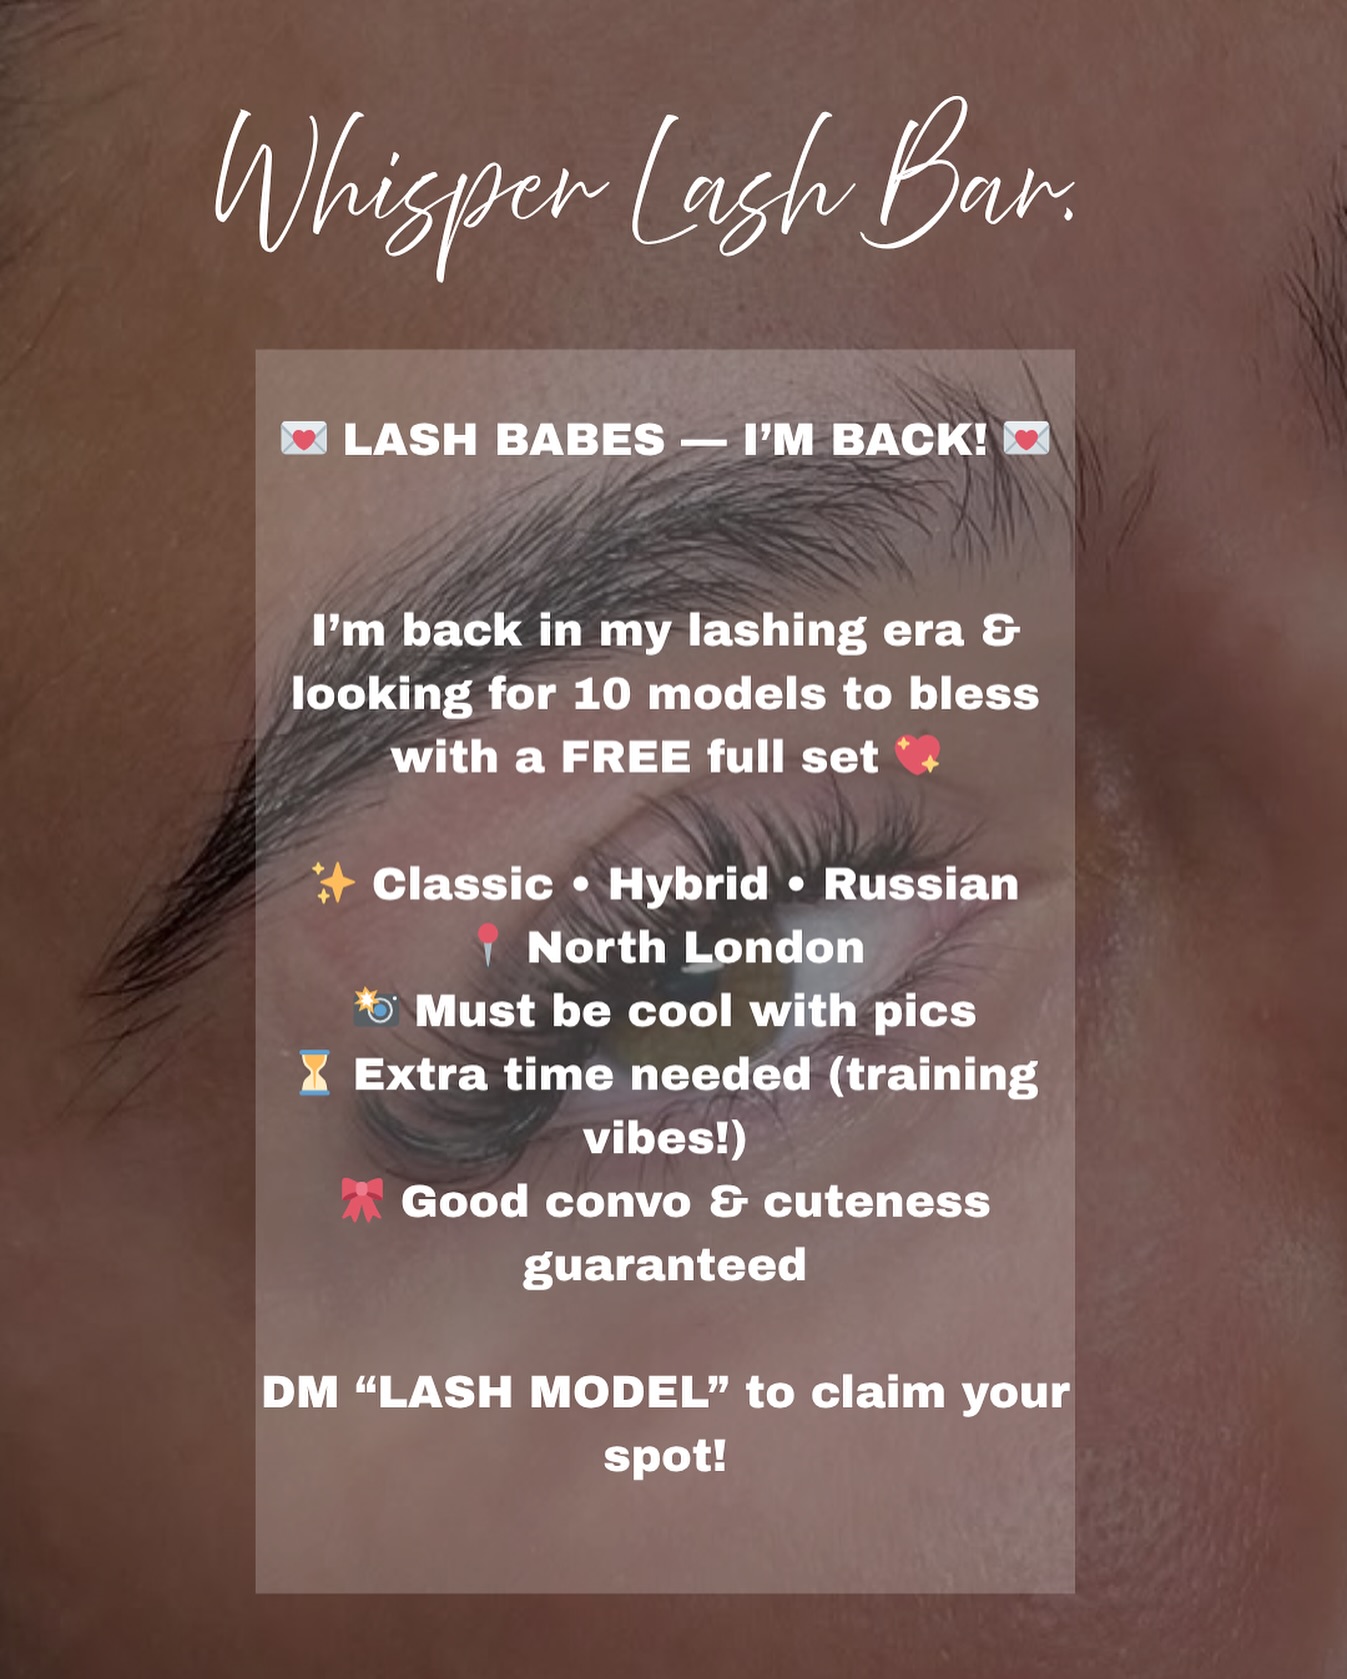 Whisper Lash Bar.
💌 LASH BABES — I’M BACK! 💌
I’m back in my lashing era &
looking for 10 models to bless
with a FREE full set 💖
✨ Classic • Hybrid • Russian
📍 North London
📸 Must be cool with pics
⏳ Extra time needed (training
vibes!)
🎀 Good convo & cuteness
guaranteed
DM “LASH MODEL” to claim your
spot!